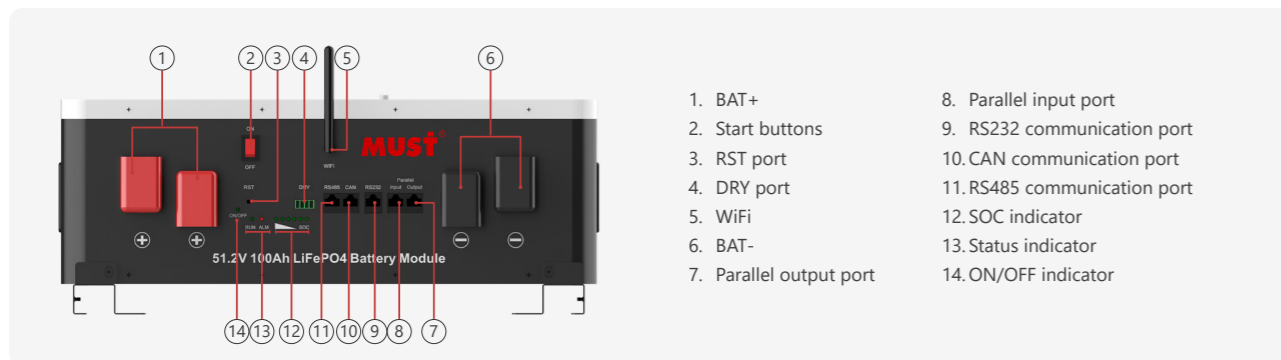 1 2 3 4 5 6
ON
MUST®
OFF
WIFI
RST DRY RS485 CAN RS232 Parallel Input Output
ON/OFF
RUN ALM SOC
51.2V 100Ah LiFePO4 Battery Module
14 13 12 11 10 9 8 7
1. BAT+
2. Start buttons
3. RST port
4. DRY port
5. WiFi
6. BAT-
7. Parallel output port
8. Parallel input port
9. RS232 communication port
10. CAN communication port
11. RS485 communication port
12. SOC indicator
13. Status indicator
14. ON/OFF indicator